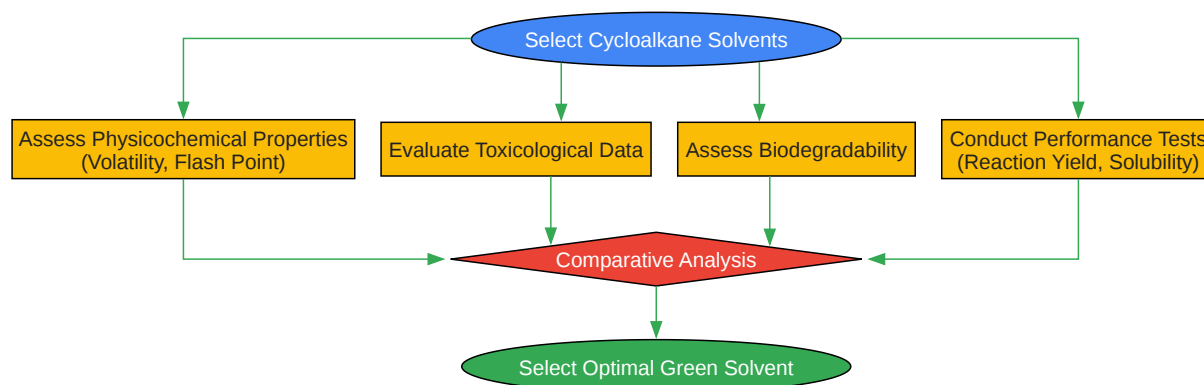 Select Cycloalkane Solvents
Assess Physicochemical Properties
(Volatility, Flash Point)
Evaluate Toxicological Data
Assess Biodegradability
Conduct Performance Tests
(Reaction Yield, Solubility)
Comparative Analysis
Select Optimal Green Solvent